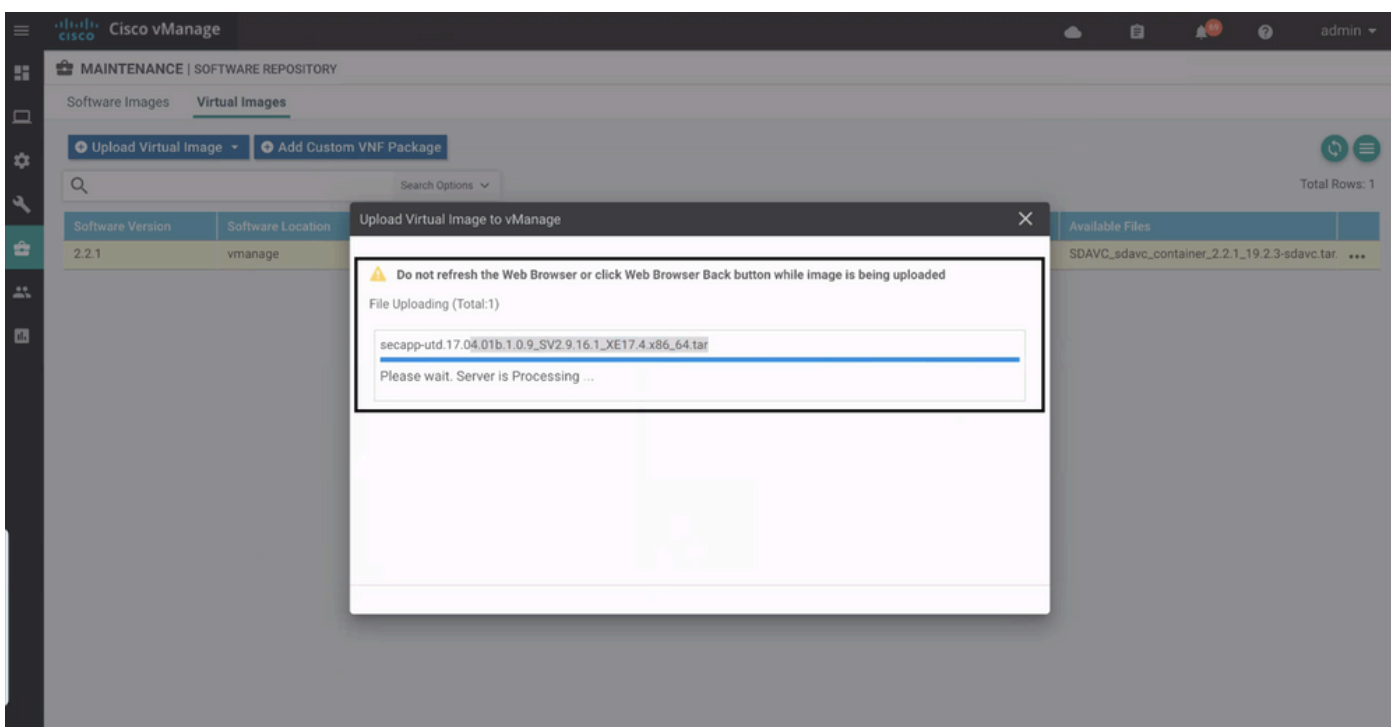 cisco Cisco vManage admin
MAINTENANCE | SOFTWARE REPOSITORY
Software Images Virtual Images
Upload Virtual Image Add Custom VNF Package
Search Options Total Rows: 1
Upload Virtual Image to vManage
Software Version Software Location Available Files
2.2.1 vmanage SDAVC_sdavc_container_2.2.1_19.2.3-sdavc.tar.
Do not refresh the Web Browser or click Web Browser Back button while image is being uploaded
File Uploading (Total:1)
secapp-utd.17.04.01b.1.0.9_SV2.9.16.1_XE17.4.x86_64.tar
Please wait. Server is Processing ...